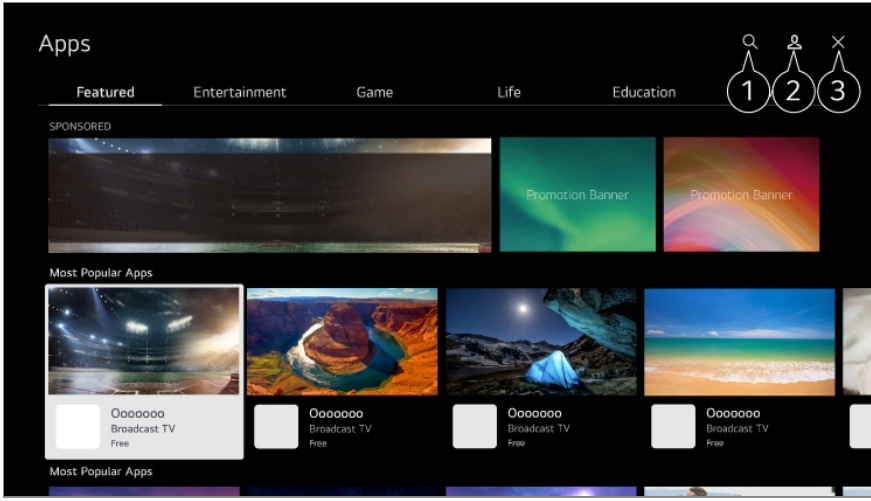 Apps
Featured Entertainment Game Life Education
1 2 3
SPONSORED
Promotion Banner Promotion Banner
Most Popular Apps
Ooooooo Ooooooo Ooooooo Ooooooo
Broadcast TV Broadcast TV Broadcast TV Broadcast TV
Free Free Free Free
Most Popular Apps